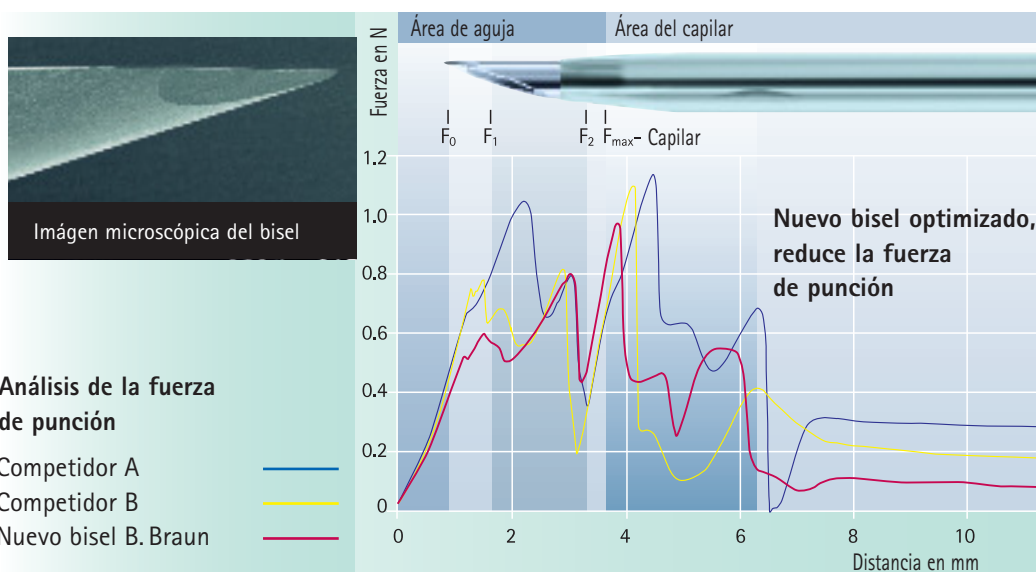 Imágen microscópica del bisel
Análisis de la fuerza
de punción
Competidor A
Competidor B
Nuevo bisel B. Braun
Área de aguja
Área del capilar
Fuerza en N
F0
F1
F2
Fmax- Capilar
1.2
1.0
0.8
0.6
0.4
0.2
0
Nuevo bisel optimizado,
reduce la fuerza
de punción
0 2 4 6 8 10
Distancia en mm